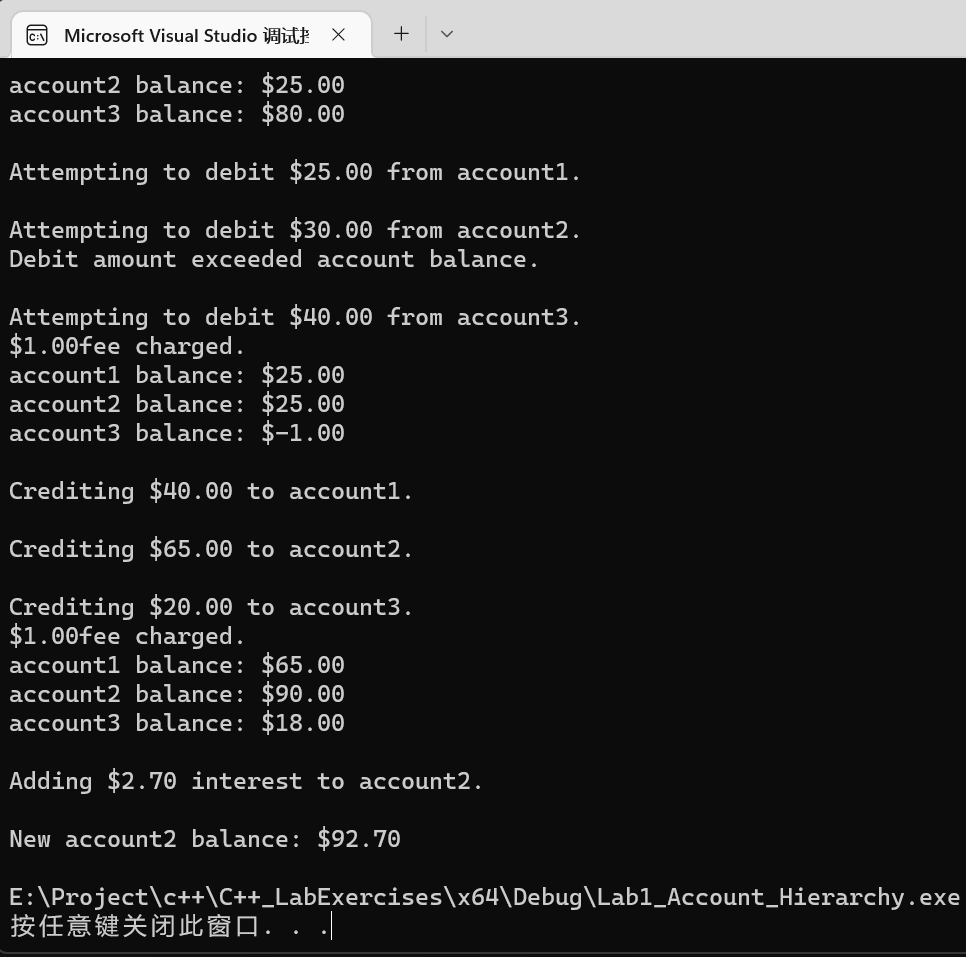 Microsoft Visual Studio 调试
account2 balance: $25.00
account3 balance: $80.00
Attempting to debit $25.00 from account1.
Attempting to debit $30.00 from account2.
Debit amount exceeded account balance.
Attempting to debit $40.00 from account3.
$1.00fee charged.
account1 balance: $25.00
account2 balance: $25.00
account3 balance: $-1.00
Crediting $40.00 to account1.
Crediting $65.00 to account2.
Crediting $20.00 to account3.
$1.00fee charged.
account1 balance: $65.00
account2 balance: $90.00
account3 balance: $18.00
Adding $2.70 interest to account2.
New account2 balance: $92.70
E:\Project\c++\C++_LabExercises\x64\Debug\Lab1_Account_Hierarchy.exe
按任意键关闭此窗口. . .